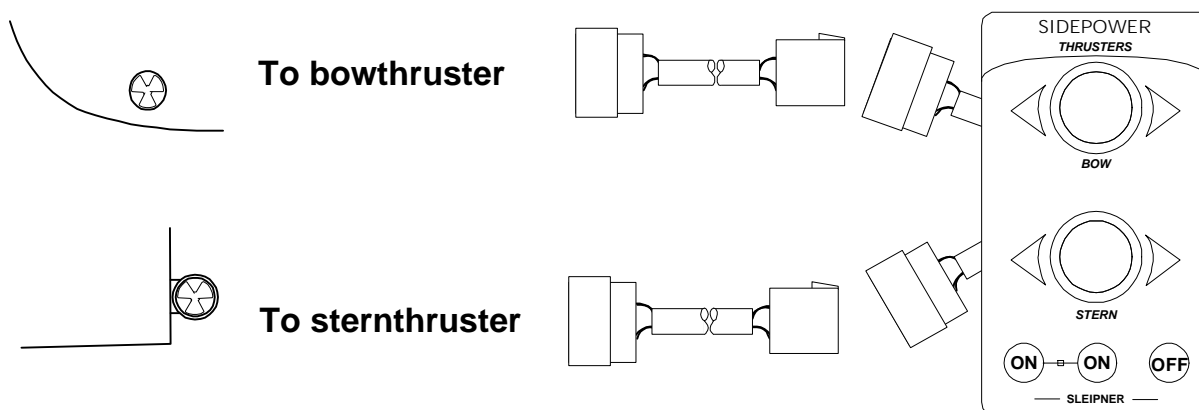 To bowthruster
SIDEPOWER
THRUSTERS
BOW
To sternthruster
STERN
ON ON OFF
SLEIPNER